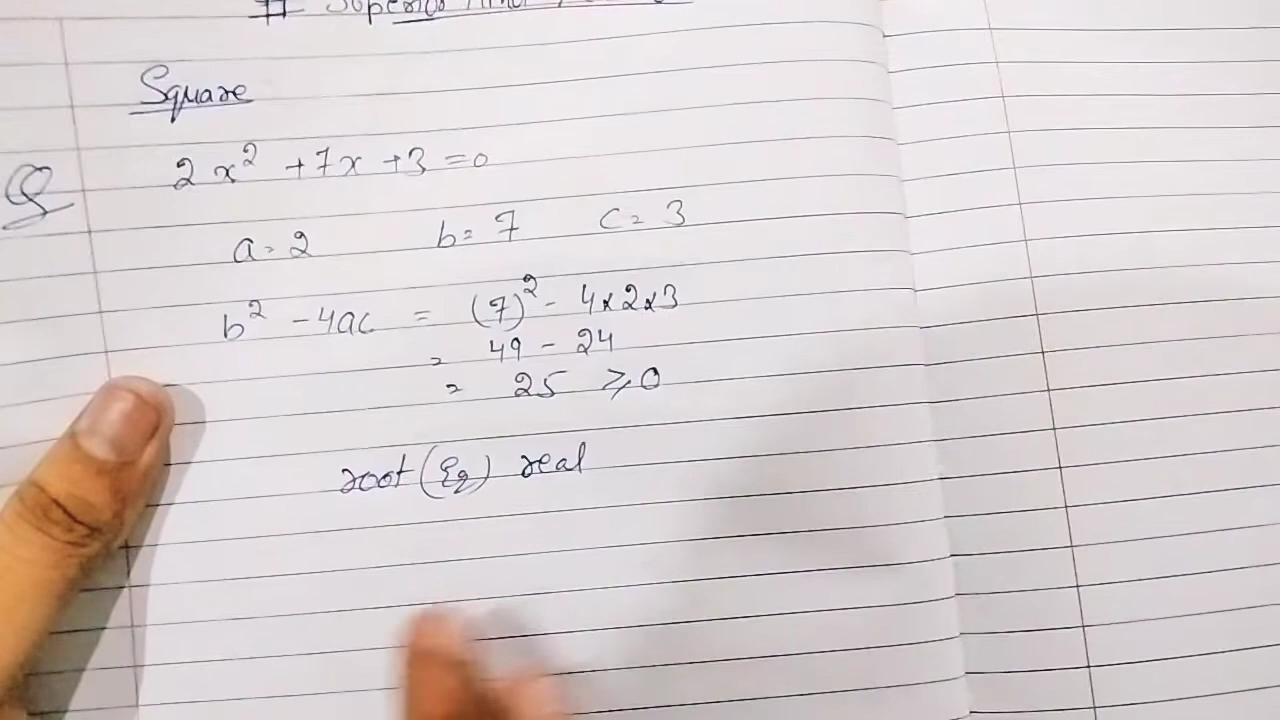 # Superior
Square
Q 2x² + 7x + 3 = 0
a = 2 b = 7 c = 3
b² - 4ac = (7)² - 4×2×3
= 49 - 24
= 25 ⩾ 0
root (Eq) real